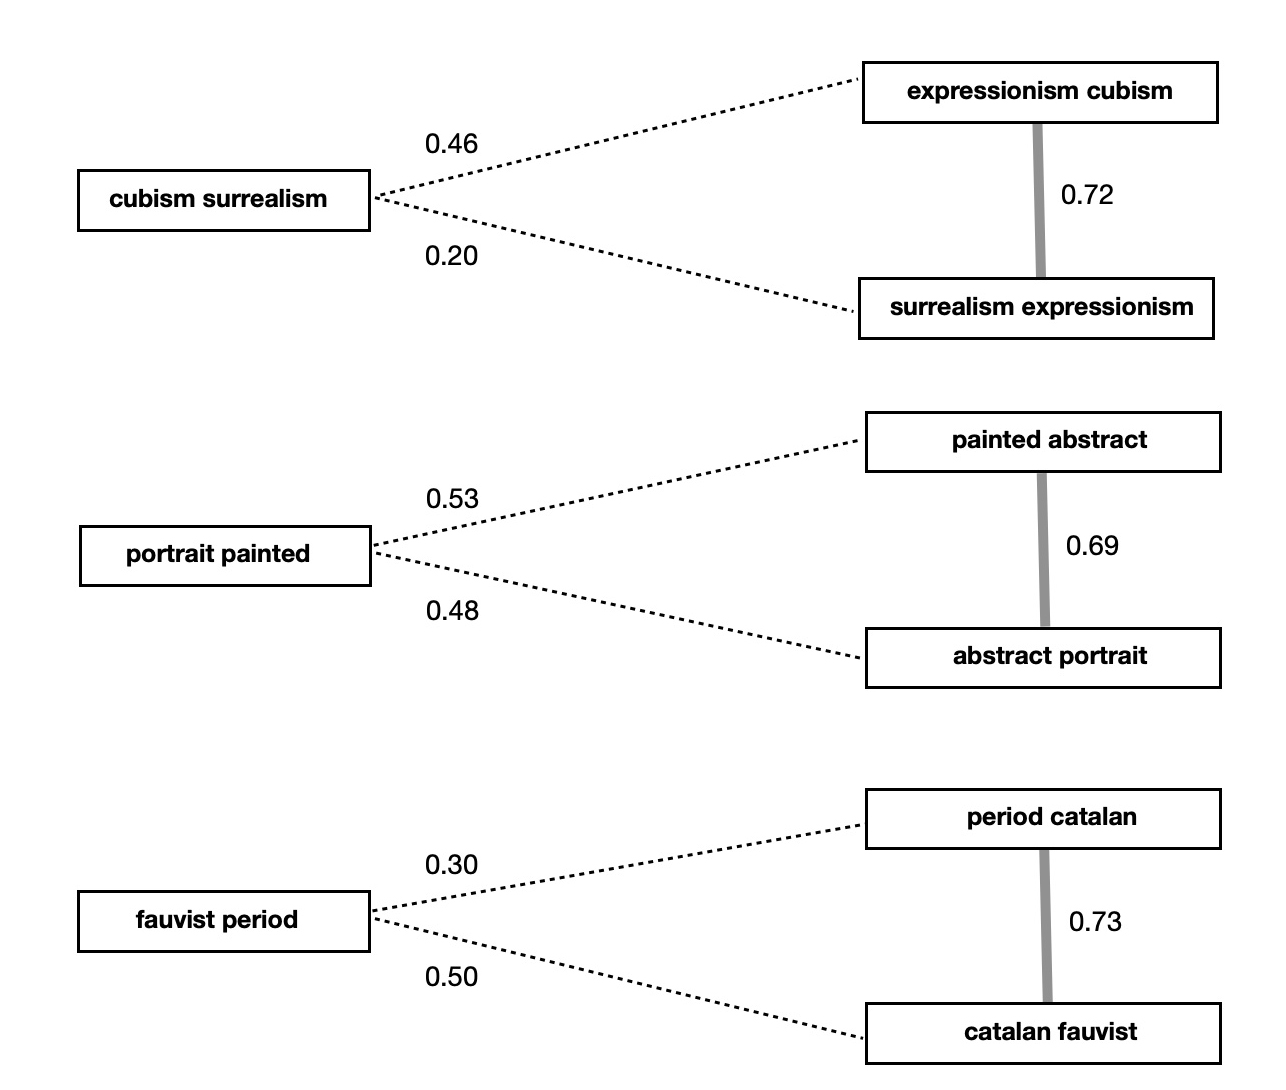 expressionism cubism
0.46
cubism surrealism
0.72
0.20
surrealism expressionism
painted abstract
0.53
portrait painted
0.69
0.48
abstract portrait
period catalan
0.30
fauvist period
0.73
0.50
catalan fauvist